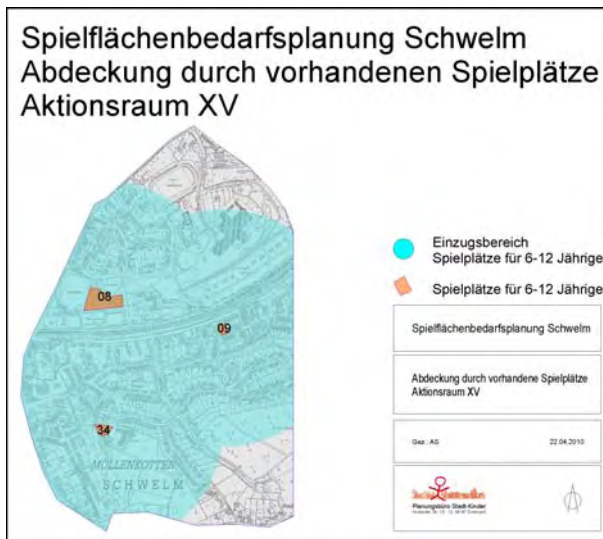 Spielflächenbedarfsplanung Schwelm
Abdeckung durch vorhandenen Spielplätze
Aktionsraum XV
08
09
34
MÖLLENKOTTEN
SCHWELM
Einzugsbereich
Spielplätze für 6-12 Jährige
Spielplätze für 6-12 Jährige
Spielflächenbedarfsplanung Schwelm
Abdeckung durch vorhandene Spielplätze
Aktionsraum XV
Gez.: AS
22.04.2010
Planungsbüro Stadt-Kinder